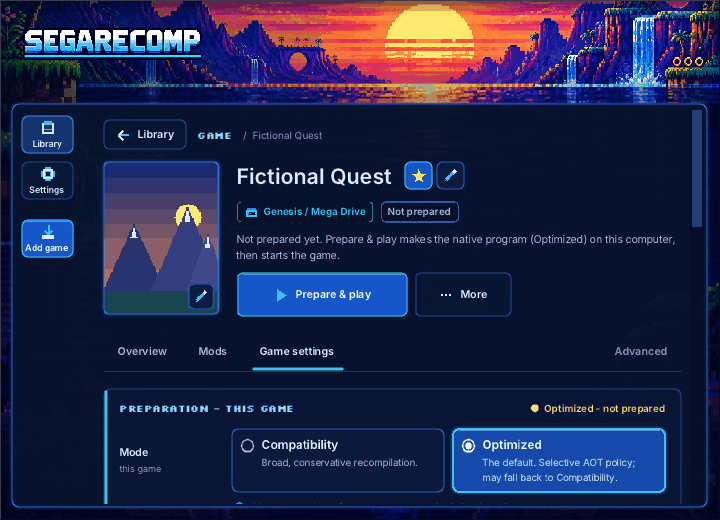 SEGARECOMP
Library
Settings
Add game
Library
GAME / Fictional Quest
Fictional Quest
Genesis / Mega Drive
Not prepared
Not prepared yet. Prepare & play makes the native program (Optimized) on this computer,
then starts the game.
Prepare & play
More
Overview
Mods
Game settings
Advanced
PREPARATION – THIS GAME
Optimized - not prepared
Mode
this game
Compatibility
Broad, conservative recompilation.
Optimized
The default. Selective AOT policy;
may fall back to Compatibility.